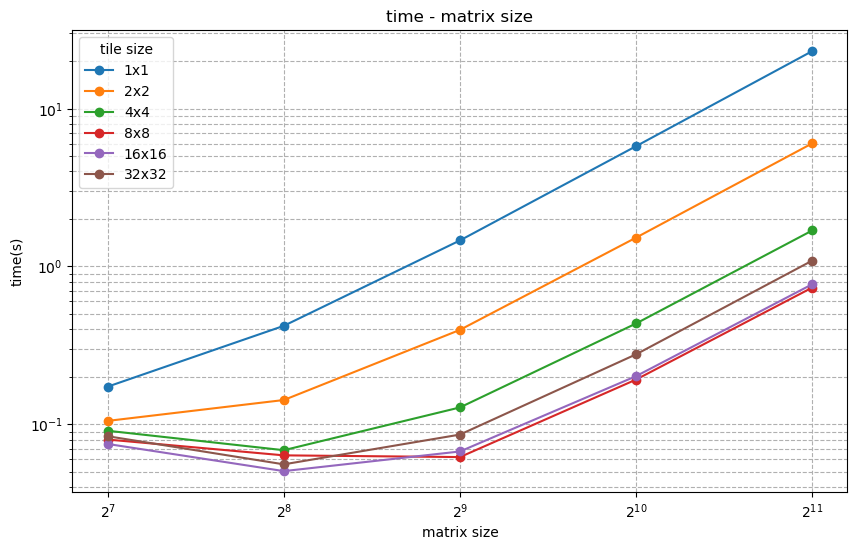 time - matrix size
tile size
1x1
2x2
4x4
8x8
16x16
32x32
time(s)
10¹
10⁰
10⁻¹
2⁷ 2⁸ 2⁹ 2¹⁰ 2¹¹
matrix size